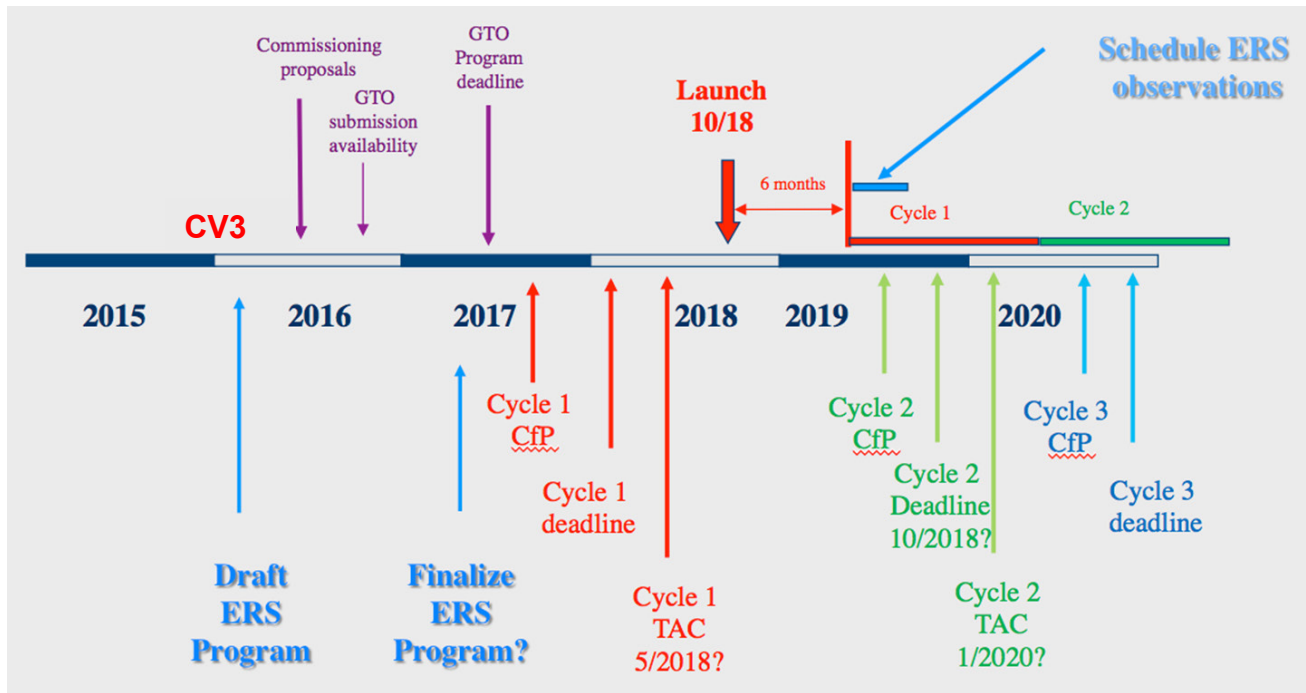 Commissioning
proposals
GTO
submission
availability
GTO
Program
deadline
Launch
10/18
Schedule ERS
observations
6 months
Cycle 1
Cycle 2
CV3
2015
2016
2017
2018
2019
2020
Draft
ERS
Program
Finalize
ERS
Program?
Cycle 1
CfP
Cycle 1
deadline
Cycle 1
TAC
5/2018?
Cycle 2
CfP
Cycle 2
Deadline
10/2018?
Cycle 2
TAC
1/2020?
Cycle 3
CfP
Cycle 3
deadline